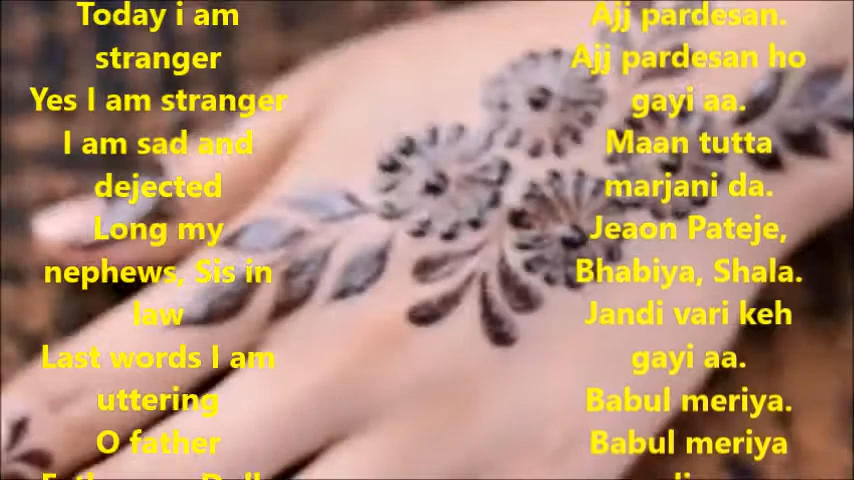 Today i am
stranger
Yes I am stranger
I am sad and
dejected
Long my
nephews, Sis in
law
Last words I am
uttering
O father
Ajj pardesan.
Ajj pardesan ho
gayi aa.
Maan tutta
marjani da.
Jeaon Pateje,
Bhabiya, Shala.
Jandi vari keh
gayi aa.
Babul meriya.
Babul meriya